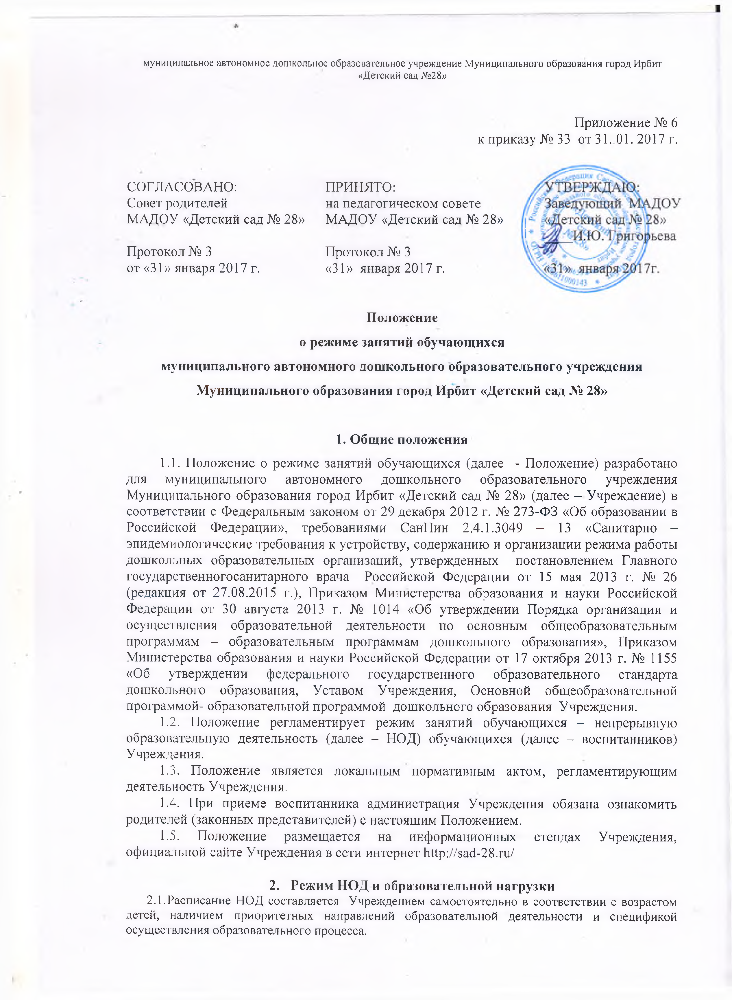 муниципальное автономное дошкольное образовательное учреждение Муниципального образования город Ирбит
«Детский сад №28»
Приложение № 6
к приказу № 33  от 31. 01. 2017 г.
СОГЛАСОВАНО:
Совет родителей
МАДОУ «Детский сад № 28»
Протокол № 3
от «31» января 2017 г.
ПРИНЯТО:
на педагогическом совете
МАДОУ «Детский сад № 28»
Протокол № 3
«31»  января 2017 г.
УТВЕРЖДАЮ:
Заведующий  МАДОУ
«Детский сад № 28»
____И.Ю. Григорьева
«31»  января 2017г.
Положение
о режиме занятий обучающихся
муниципального автономного дошкольного образовательного учреждения
Муниципального образования город Ирбит «Детский сад № 28»
1. Общие положения
1.1. Положение о режиме занятий обучающихся (далее  - Положение) разработано
для муниципального автономного дошкольного образовательного учреждения
Муниципального образования город Ирбит «Детский сад № 28» (далее – Учреждение) в
соответствии с Федеральным законом от 29 декабря 2012 г. № 273-ФЗ «Об образовании в
Российской Федерации», требованиями СанПин 2.4.1.3049 – 13 «Санитарно –
эпидемиологические требования к устройству, содержанию и организации режима работы
дошкольных образовательных организаций, утвержденных  постановлением Главного
государственногосанитарного врача  Российской Федерации от 15 мая 2013 г. № 26
(редакция от 27.08.2015 г.), Приказом Министерства образования и науки Российской
Федерации от 30 августа 2013 г. № 1014 «Об утверждении Порядка организации и
осуществления образовательной деятельности по основным общеобразовательным
программам – образовательным программам дошкольного образования», Приказом
Министерства образования и науки Российской Федерации от 17 октября 2013 г. № 1155
«Об утверждении федерального государственного образовательного стандарта
дошкольного образования, Уставом Учреждения, Основной общеобразовательной
программой- образовательной программой  дошкольного образования  Учреждения.
1.2. Положение регламентирует режим занятий обучающихся – непрерывную
образовательную деятельность (далее – НОД) обучающихся (далее – воспитанников)
Учреждения.
1.3. Положение является локальным нормативным актом, регламентирующим
деятельность Учреждения.
1.4. При приеме воспитанника администрация Учреждения обязана ознакомить
родителей (законных представителей) с настоящим Положением.
1.5. Положение размещается на информационных стендах Учреждения,
официальной сайте Учреждения в сети интернет http://sad-28.ru/
2.   Режим НОД и образовательной нагрузки
2.1.Расписание НОД составляется  Учреждением самостоятельно в соответствии с возрастом
детей, наличием приоритетных направлений образовательной деятельности и спецификой
осуществления образовательного процесса.